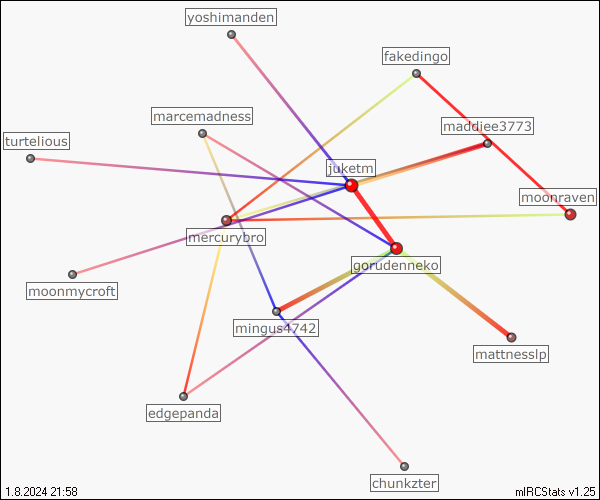 yoshimanden
fakedingo
marcemadness
maddiee3773
turtelious
juketm
moonraven
mercurybro
gorudenneko
moonmycroft
mingus4742
mattnesslp
edgepanda
chunkzter
1.8.2024 21:58
mIRCStats v1.25